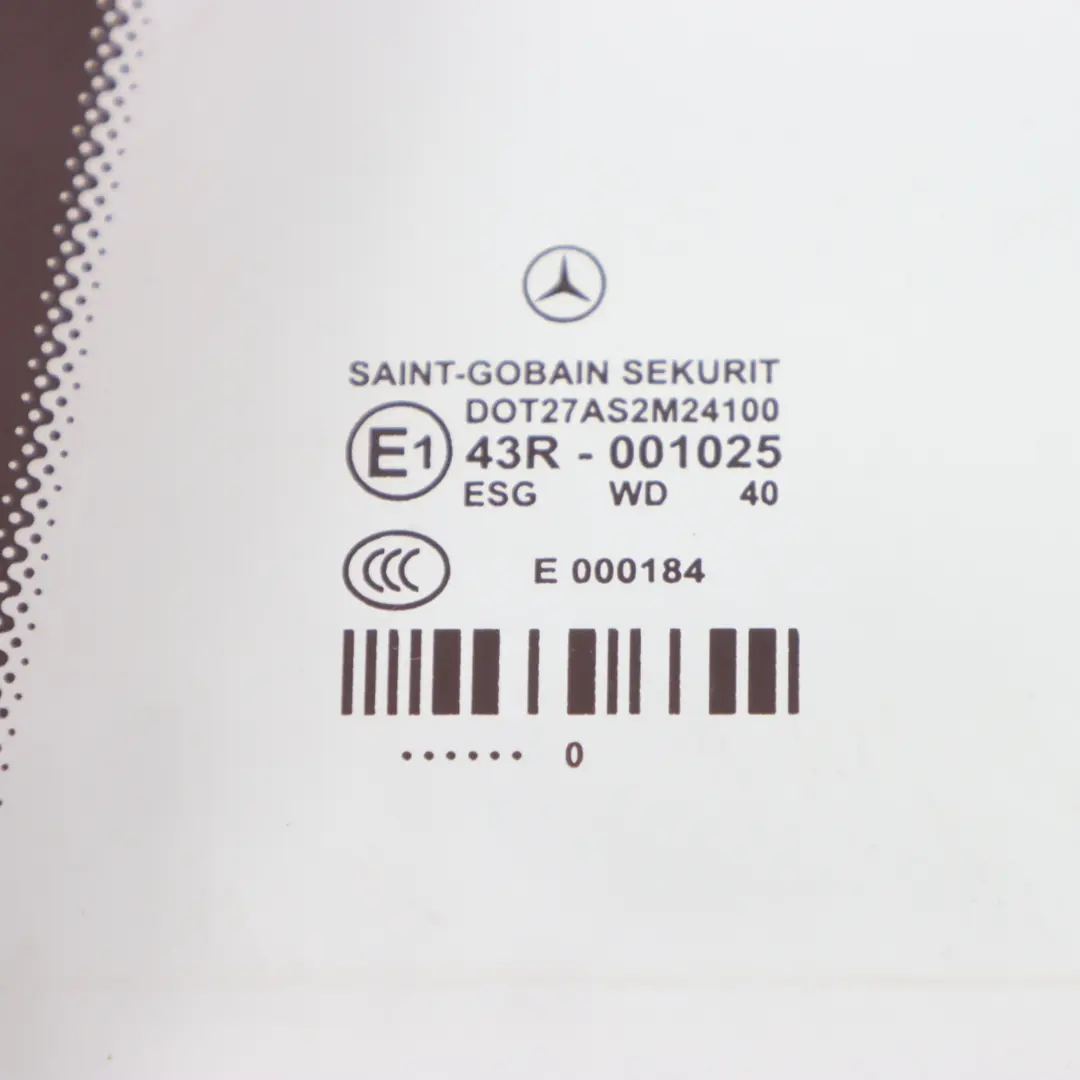 SAINT-GOBAIN SEKURIT
DOT27AS2M24100
E1 43R - 001025
ESG WD 40
CCC E 000184
...... 0